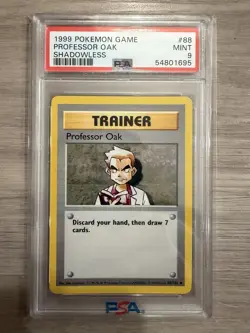 1999 POKEMON GAME #88
PROFESSOR OAK MINT
SHADOWLESS 9
PSA 54801695
TRAINER
Professor Oak
Discard your hand, then draw 7
cards.
PSA